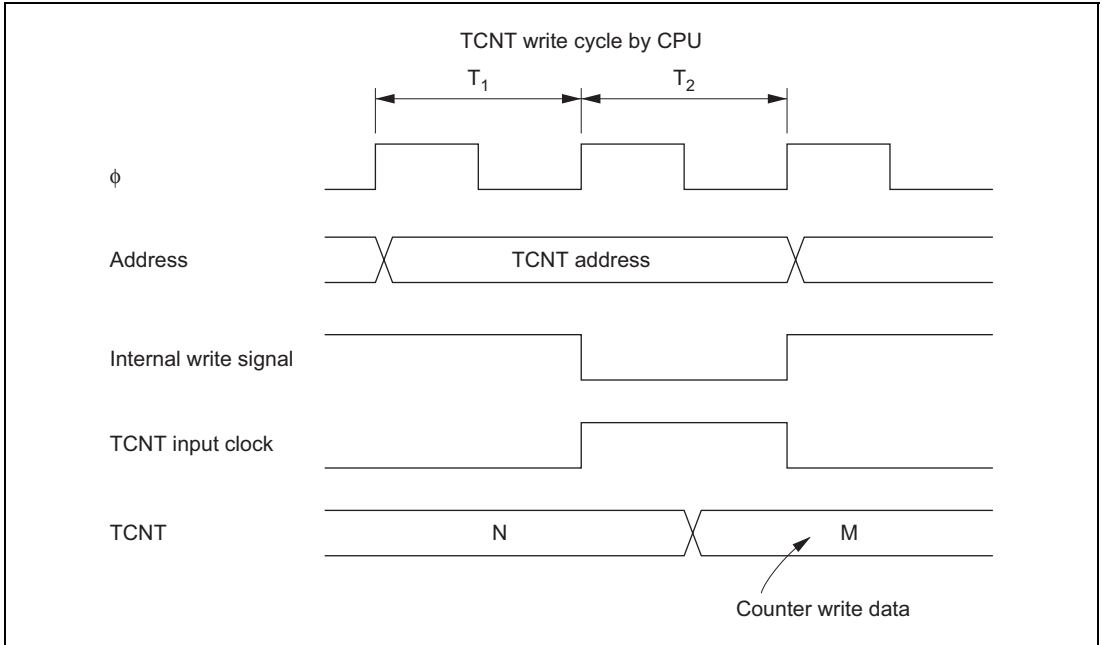 TCNT write cycle by CPU
T1 T2
ϕ
Address TCNT address
Internal write signal
TCNT input clock
TCNT N M
Counter write data